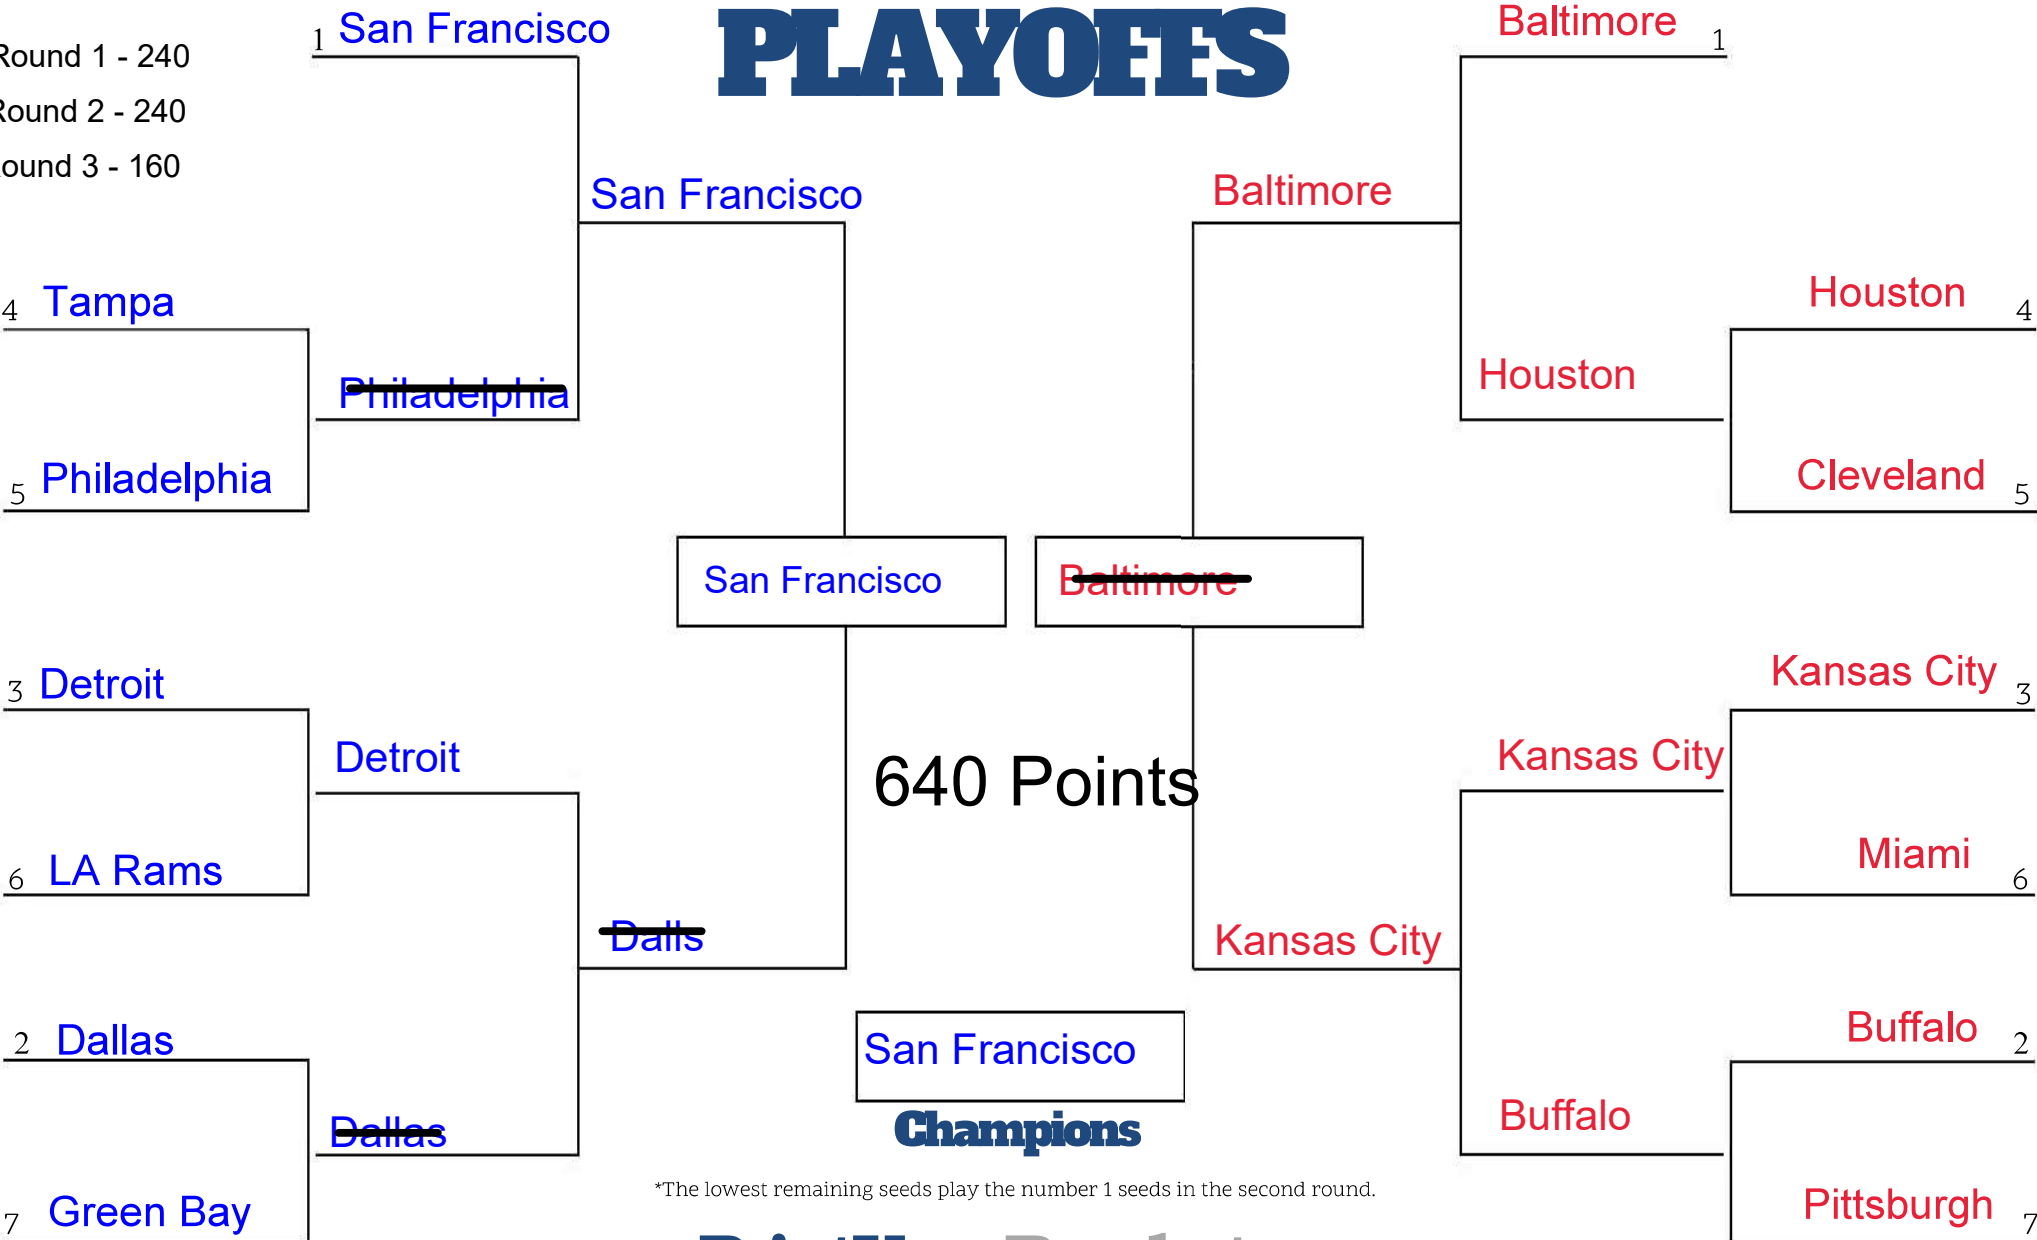 PLAYOFFS
Round 1 - 240
Round 2 - 240
ound 3 - 160
1 San Francisco
Baltimore 1
San Francisco
Baltimore
4 Tampa
Houston 4
Philadelphia
Houston
5 Philadelphia
Cleveland 5
San Francisco
Baltimore
3 Detroit
Kansas City 3
Detroit
640 Points
Kansas City
6 LA Rams
Miami 6
Dalls
Kansas City
2 Dallas
San Francisco
Buffalo 2
Dallas
Champions
Buffalo
*The lowest remaining seeds play the number 1 seeds in the second round.
7 Green Bay
Pittsburgh 7